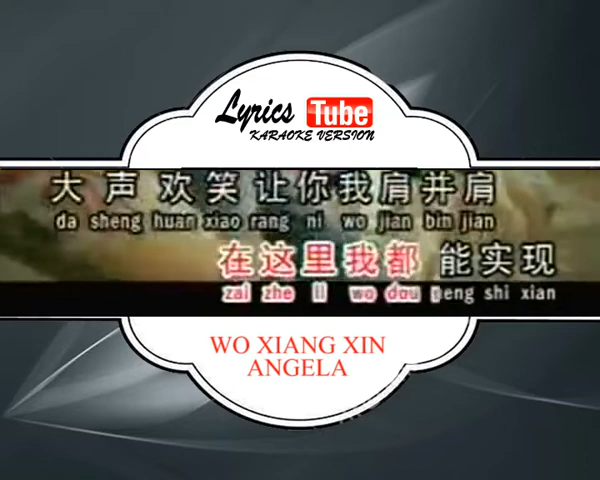 Lyrics Tube
KARAOKE VERSION
大声欢笑让你我肩并肩
da sheng huan xiao rang ni wo jian bin jian
在这里我都 能实现
zai zhe li wo dou neng shi xian
WO XIANG XIN
ANGELA